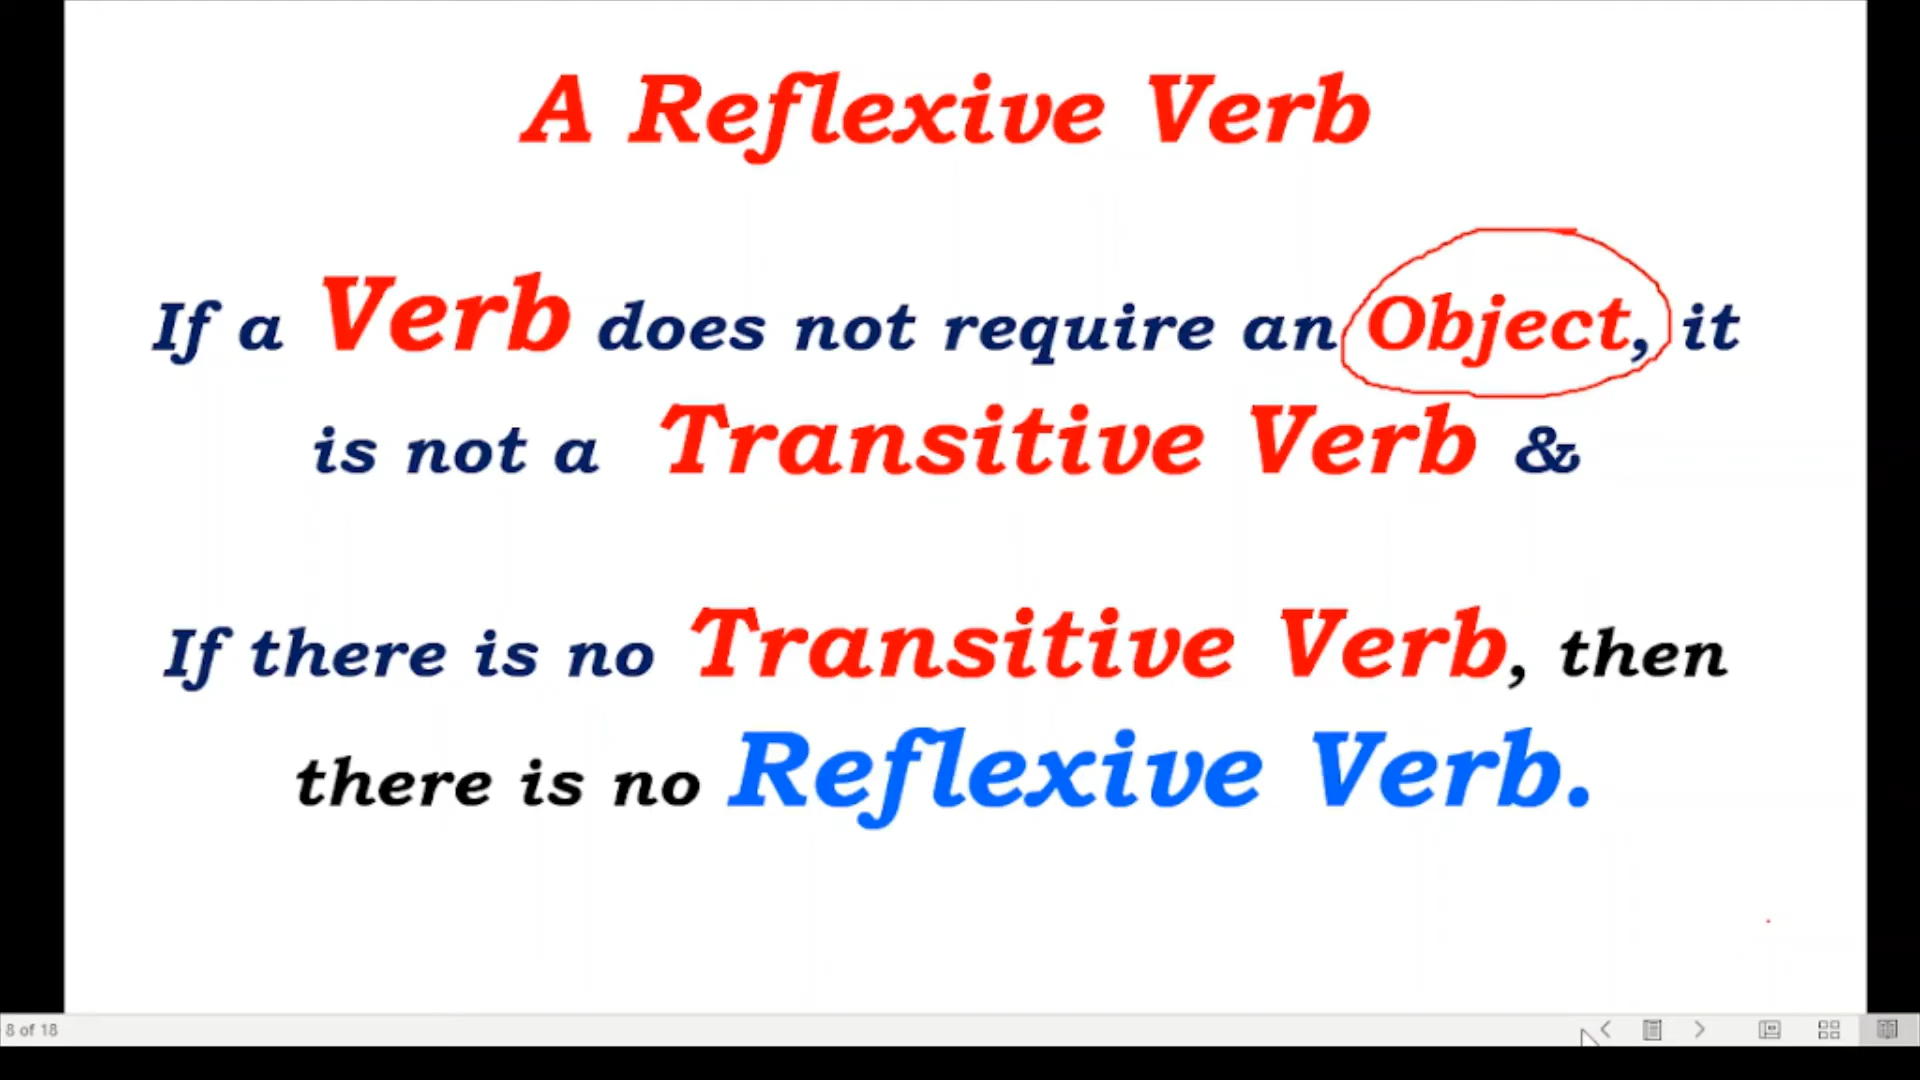 A Reflexive Verb
If a Verb does not require an Object, it
is not a Transitive Verb &
If there is no Transitive Verb, then
there is no Reflexive Verb.
8 of 18